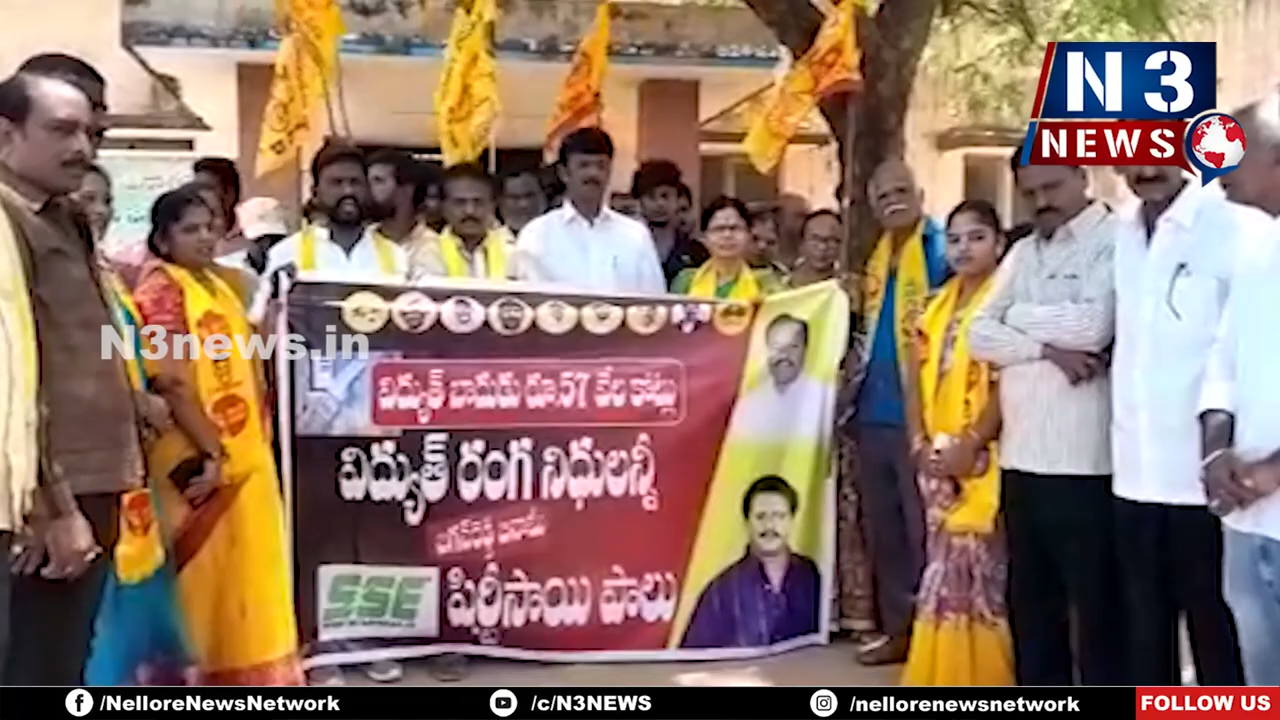 N3
NEWS
N3news.in
విద్యుత్ బాదుడు రూ.57 వేల కోట్లు
విద్యుత్ రంగ నిధులన్నీ
SSE
షిర్డీసాయి పాలు
/NelloreNewsNetwork
/c/N3NEWS
/nellorenewsnetwork
FOLLOW US